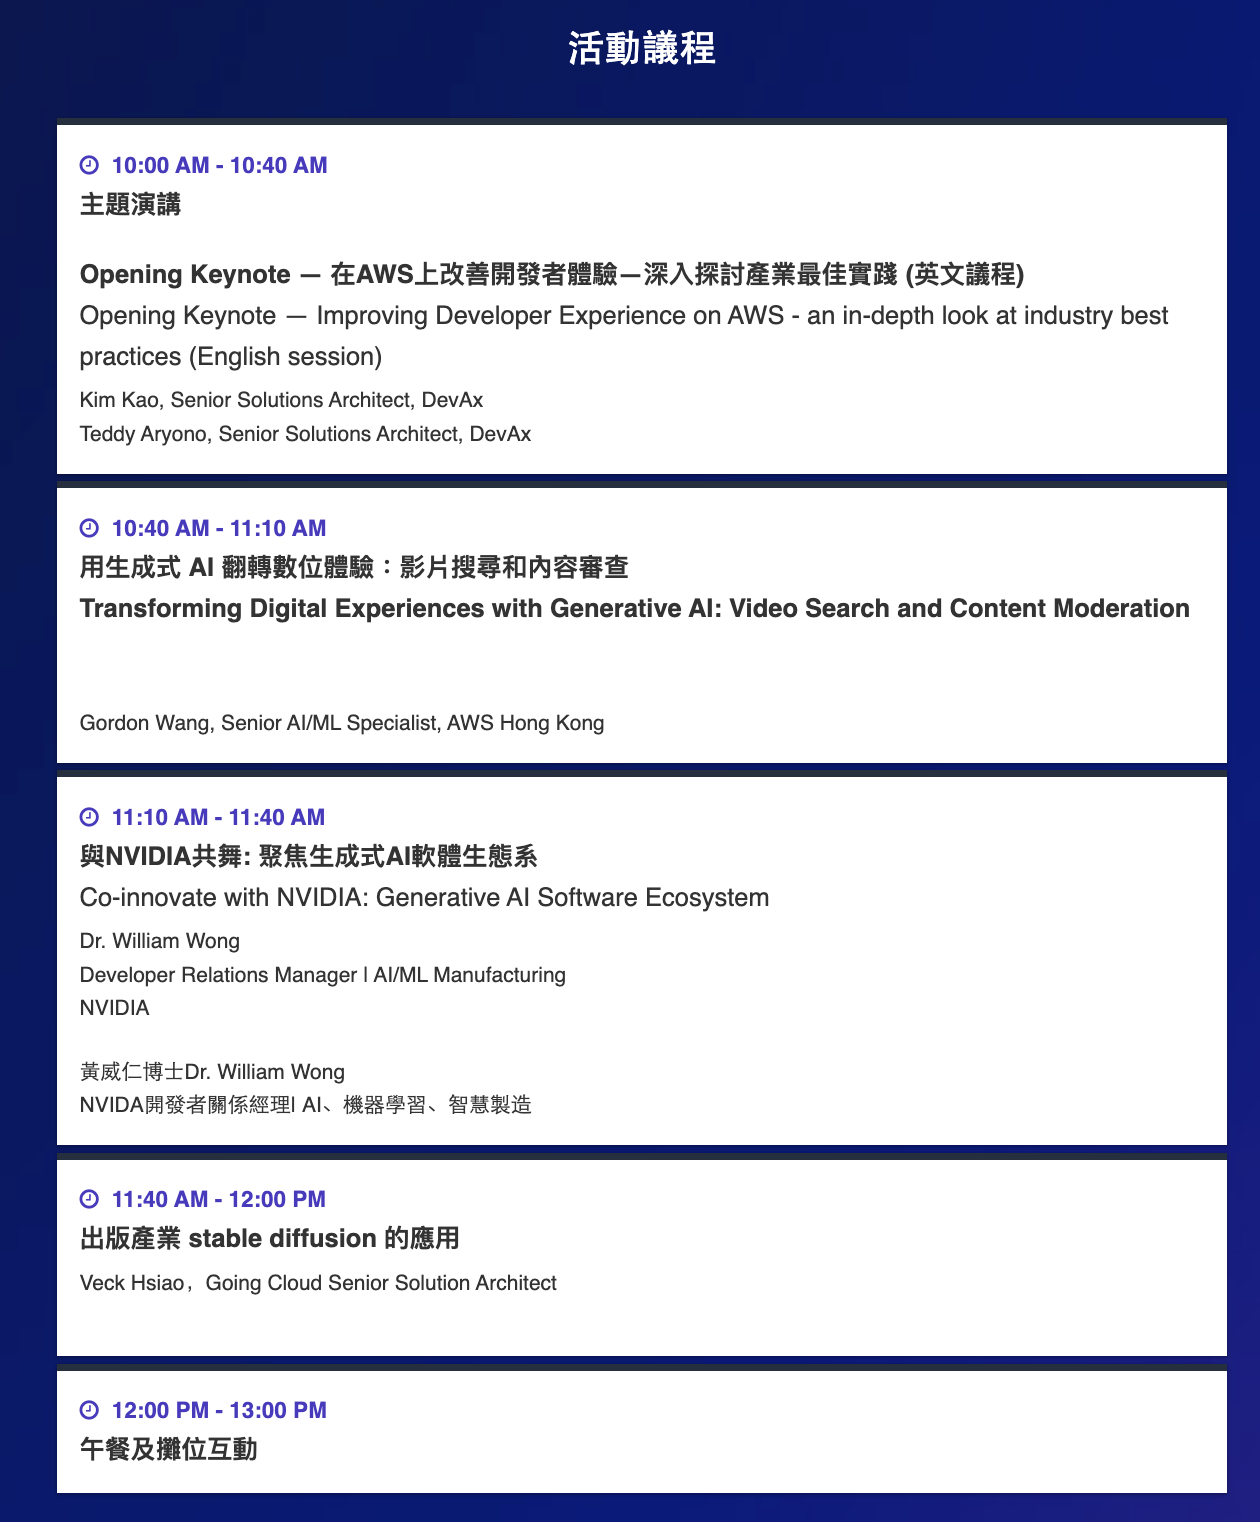 活動議程
10:00 AM - 10:40 AM
主題演講
Opening Keynote — 在AWS上改善開發者體驗—深入探討產業最佳實踐 (英文議程)
Opening Keynote — Improving Developer Experience on AWS - an in-depth look at industry best
practices (English session)
Kim Kao, Senior Solutions Architect, DevAx
Teddy Aryono, Senior Solutions Architect, DevAx
10:40 AM - 11:10 AM
用生成式 AI 翻轉數位體驗：影片搜尋和內容審查
Transforming Digital Experiences with Generative AI: Video Search and Content Moderation
Gordon Wang, Senior AI/ML Specialist, AWS Hong Kong
11:10 AM - 11:40 AM
與NVIDIA共舞: 聚焦生成式AI軟體生態系
Co-innovate with NVIDIA: Generative AI Software Ecosystem
Dr. William Wong
Developer Relations Manager | AI/ML Manufacturing
NVIDIA
黃威仁博士Dr. William Wong
NVIDA開發者關係經理| AI、機器學習、智慧製造
11:40 AM - 12:00 PM
出版產業 stable diffusion 的應用
Veck Hsiao，Going Cloud Senior Solution Architect
12:00 PM - 13:00 PM
午餐及攤位互動